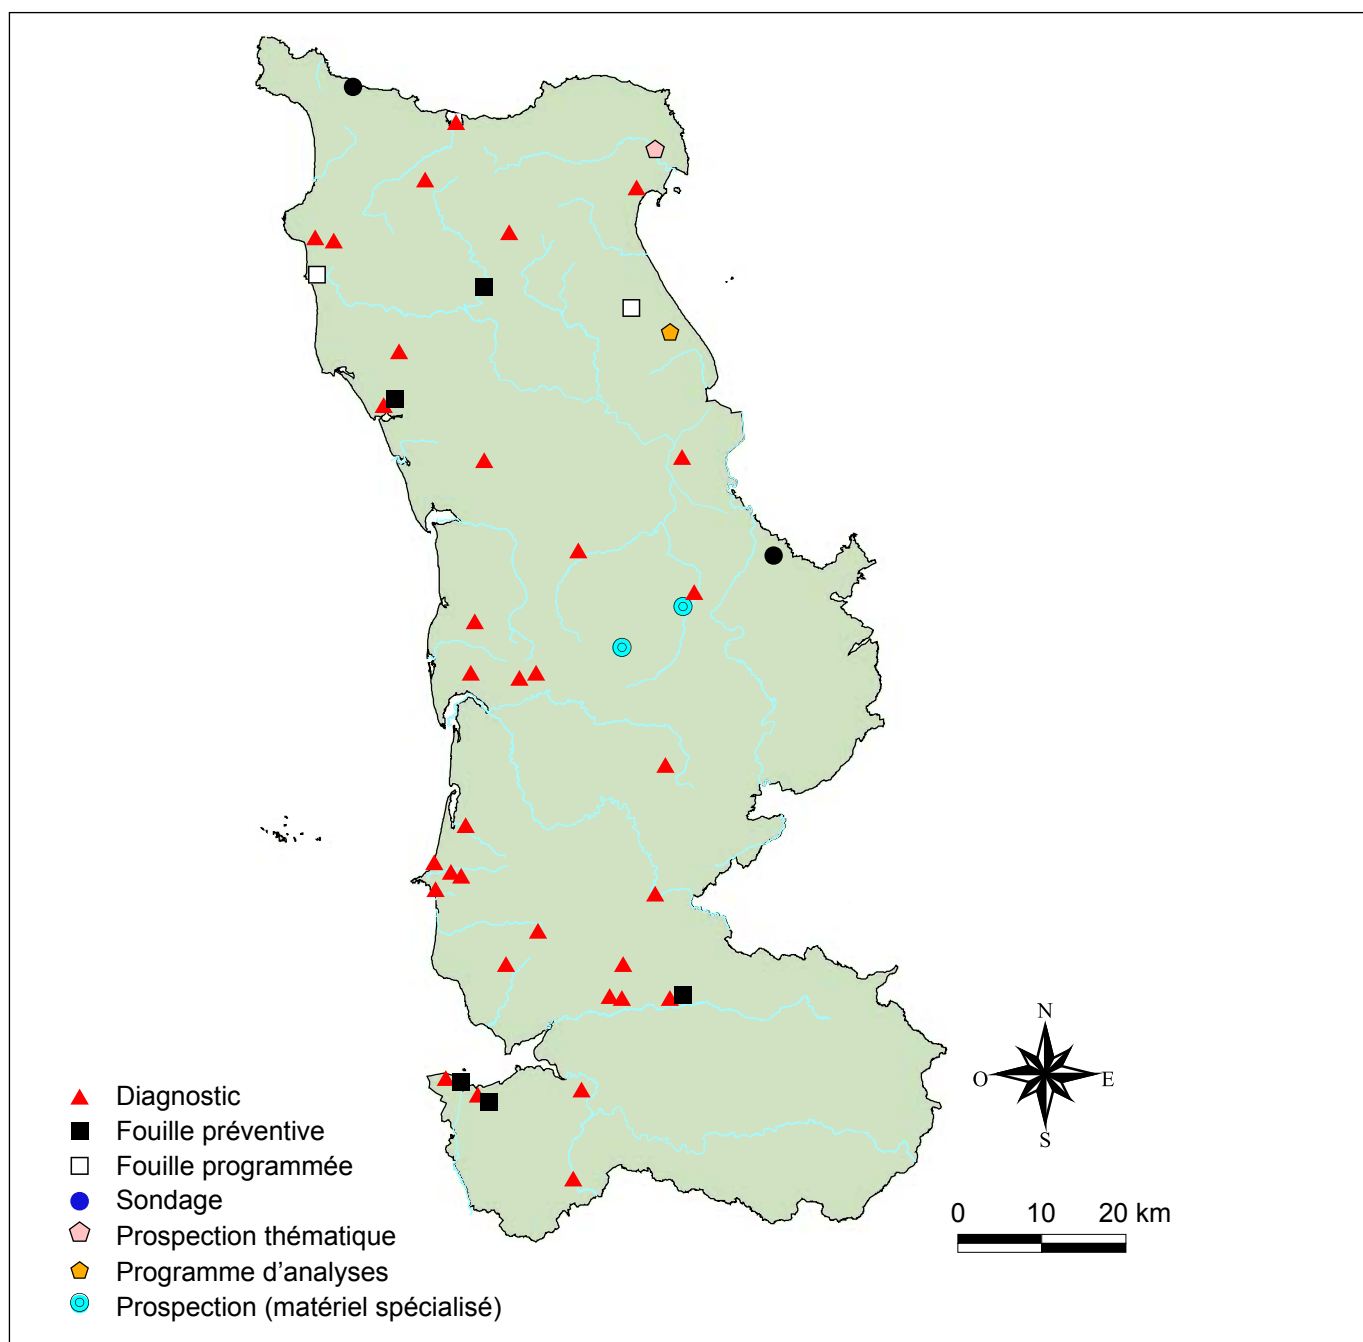 Diagnostic
Fouille préventive
Fouille programmée
Sondage
Prospection thématique
Programme d'analyses
Prospection (matériel spécialisé)
N
O
E
S
0 10 20 km